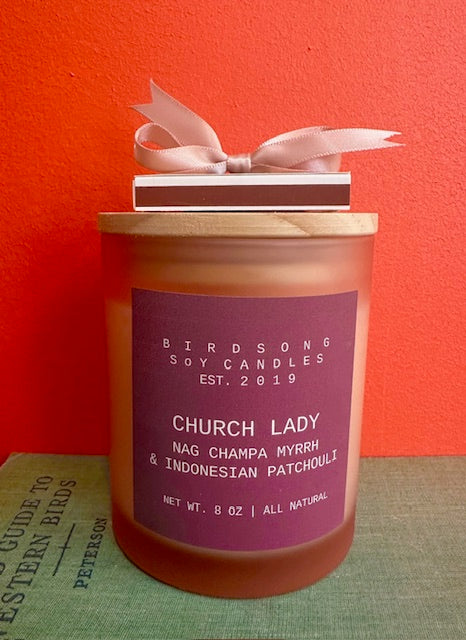 BIRDSONG
SOY CANDLES
EST. 2019
CHURCH LADY
NAG CHAMPA MYRRH
& INDONESIAN PATCHOULI
NET WT. 8 OZ | ALL NATURAL
GUIDE TO
ESTERN BIRDS
PETERSON